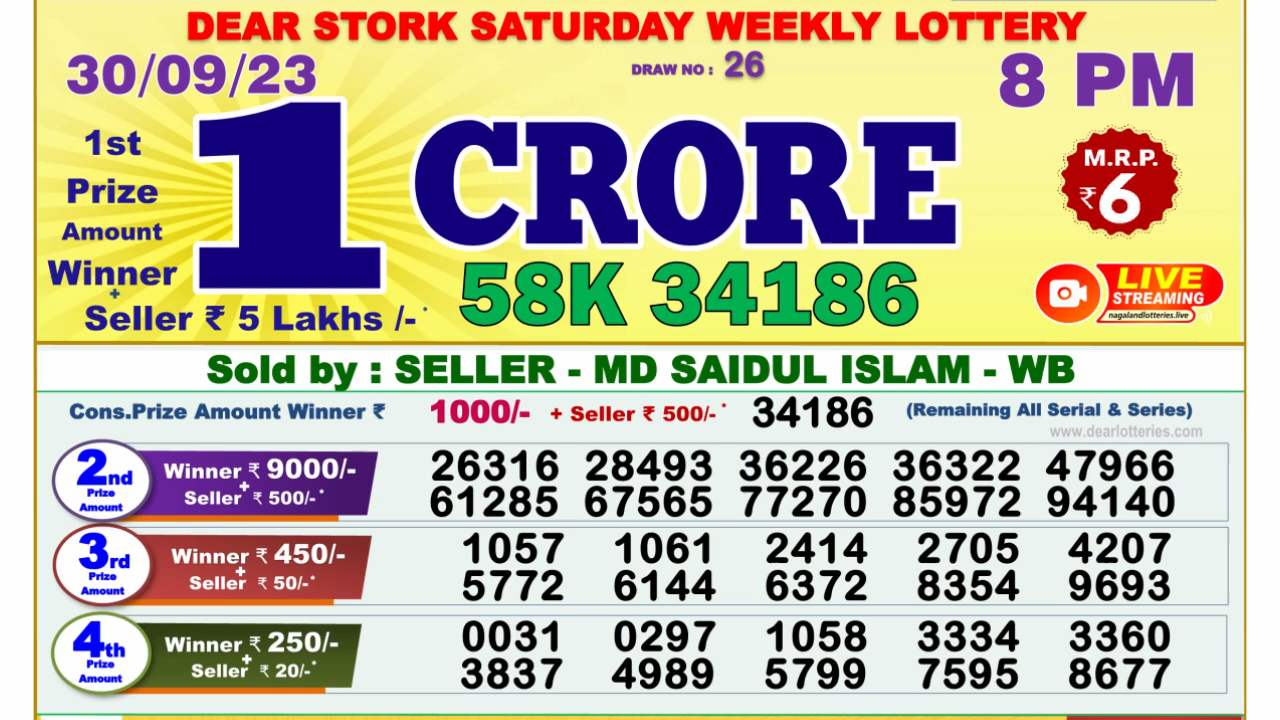 DEAR STORK SATURDAY WEEKLY LOTTERY
30/09/23
DRAW NO : 26
8 PM
1st
Prize
Amount
Winner
+
Seller ₹ 5 Lakhs /-*
1 CRORE
58K 34186
M.R.P.
₹6
LIVE
STREAMING
nagalandlotteries.live
Sold by : SELLER - MD SAIDUL ISLAM - WB
Cons.Prize Amount Winner ₹ 1000/- + Seller ₹ 500/-* 34186 (Remaining All Serial & Series)
www.dearlotteries.com
2nd
Prize
Amount
Winner ₹ 9000/-
+
Seller ₹ 500/-*
26316 28493 36226 36322 47966
61285 67565 77270 85972 94140
3rd
Prize
Amount
Winner ₹ 450/-
+
Seller ₹ 50/-*
1057 1061 2414 2705 4207
5772 6144 6372 8354 9693
4th
Prize
Amount
Winner ₹ 250/-
+
Seller ₹ 20/-*
0031 0297 1058 3334 3360
3837 4989 5799 7595 8677